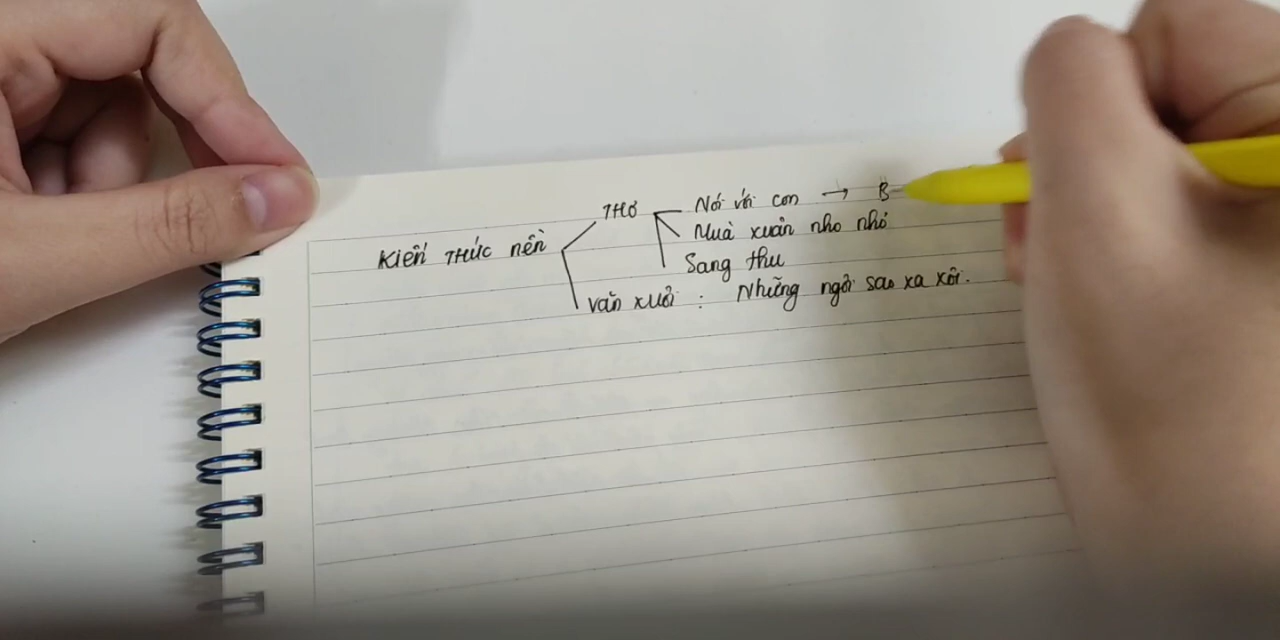 Nói với con → B
THƠ
Muà xuân nho nhỏ
Kiến THỨC nền
Sang thu
Văn xuôi : Những ngôi sao xa xôi.